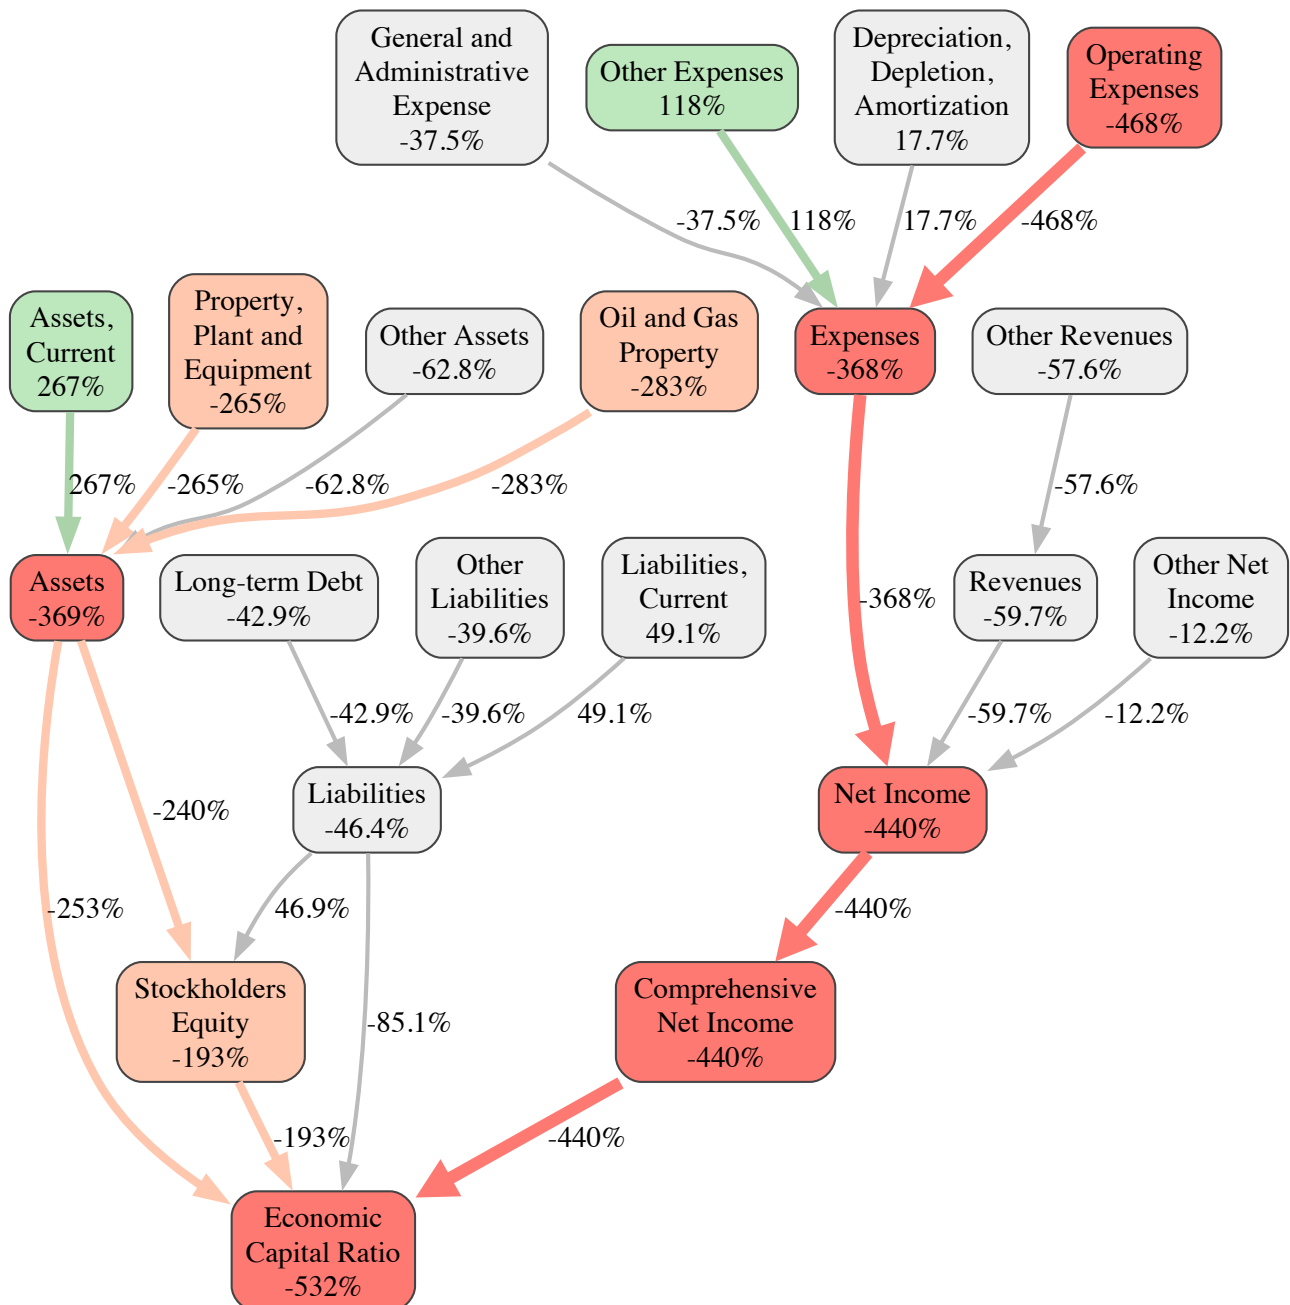 General and
Administrative
Expense
-37.5%
Other Expenses
118%
Depreciation,
Depletion,
Amortization
17.7%
Operating
Expenses
-468%
-37.5%
118%
17.7%
-468%
Assets,
Current
267%
Property,
Plant and
Equipment
-265%
Other Assets
-62.8%
Oil and Gas
Property
-283%
Expenses
-368%
Other Revenues
-57.6%
267%
-265%
-62.8%
-283%
-57.6%
Assets
-369%
Long-term Debt
-42.9%
Other
Liabilities
-39.6%
Liabilities,
Current
49.1%
-368%
Revenues
-59.7%
Other Net
Income
-12.2%
-42.9%
-39.6%
49.1%
-59.7%
-12.2%
-240%
Liabilities
-46.4%
Net Income
-440%
-253%
46.9%
-440%
Stockholders
Equity
-193%
-85.1%
Comprehensive
Net Income
-440%
-193%
-440%
Economic
Capital Ratio
-532%